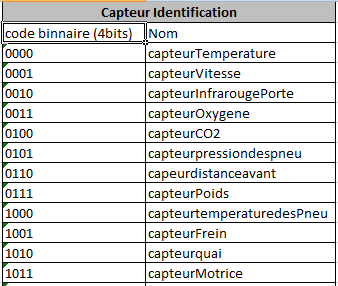 Capteur Identification
code binnaire (4bits) Nom
0000 capteurTemperature
0001 capteurVitesse
0010 capteurInfrarougePorte
0011 capteurOxygene
0100 capteurCO2
0101 capteurpressiondespneu
0110 capeurdistanceavant
0111 capteurPoids
1000 capteurtemperaturedesPneu
1001 capteurFrein
1010 capteurquai
1011 capteurMotrice